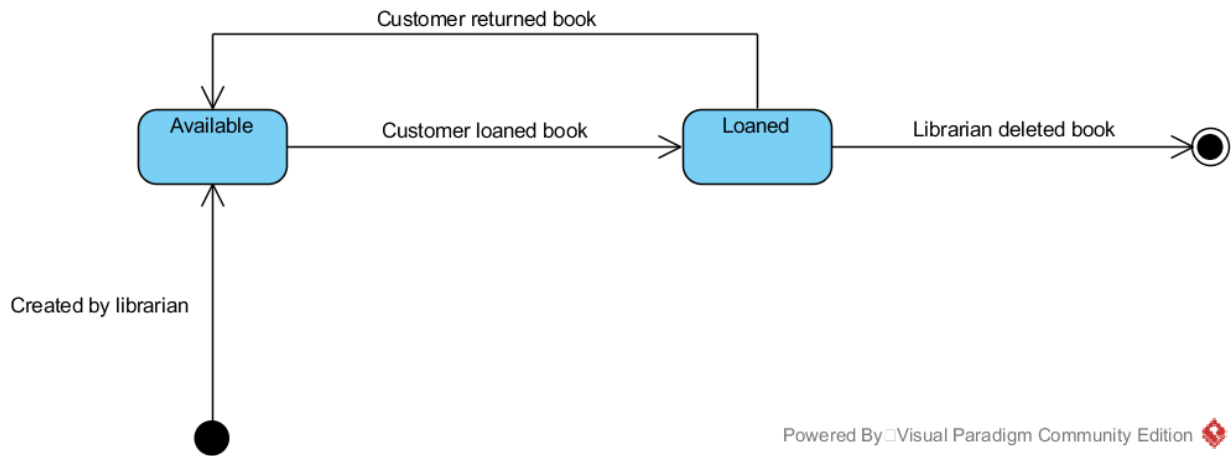 Customer returned book
Available
Customer loaned book
Loaned
Librarian deleted book
Created by librarian
Powered By Visual Paradigm Community Edition